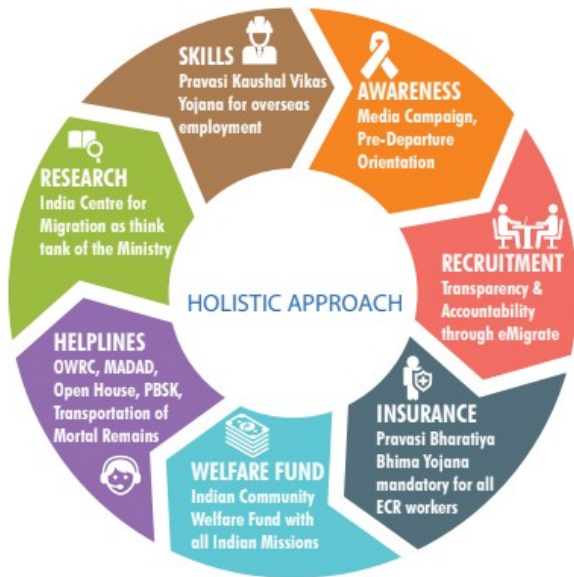 SKILLS
Pravasi Kaushal Vikas
Yojana for overseas
employment
AWARENESS
Media Campaign,
Pre-Departure
Orientation
RECRUITMENT
Transparency &
Accountability
through eMigrate
INSURANCE
Pravasi Bharatiya
Bhima Yojana
mandatory for all
ECR workers
WELFARE FUND
Indian Community
Welfare Fund with
all Indian Missions
HELPLINES
OWRC, MADAD,
Open House, PBSK,
Transportation of
Mortal Remains
RESEARCH
India Centre for
Migration as think
tank of the Ministry
HOLISTIC APPROACH